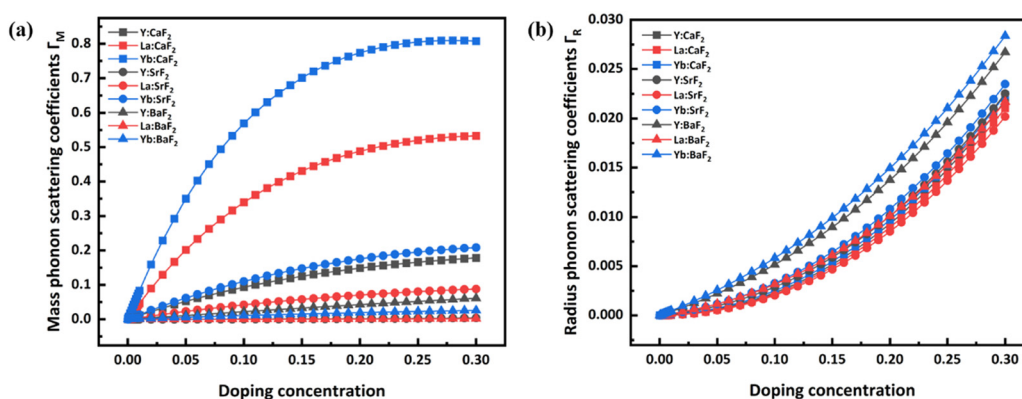 (a)
Mass phonon scattering coefficients ΓM
0.8
0.7
0.6
0.5
0.4
0.3
0.2
0.1
0.0
Y:CaF2
La:CaF2
Yb:CaF2
Y:SrF2
La:SrF2
Yb:SrF2
Y:BaF2
La:BaF2
Yb:BaF2
0.00 0.05 0.10 0.15 0.20 0.25 0.30
Doping concentration
(b)
Radius phonon scattering coefficients ΓR
0.030
0.025
0.020
0.015
0.010
0.005
0.000
Y:CaF2
La:CaF2
Yb:CaF2
Y:SrF2
La:SrF2
Yb:SrF2
Y:BaF2
La:BaF2
Yb:BaF2
0.00 0.05 0.10 0.15 0.20 0.25 0.30
Doping concentration